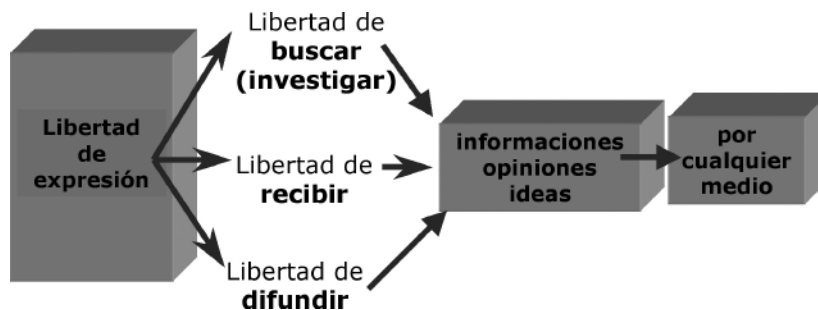 Libertad
de
expresión
Libertad de
buscar
(investigar)
Libertad de
recibir
Libertad de
difundir
informaciones
opiniones
ideas
por
cualquier
medio